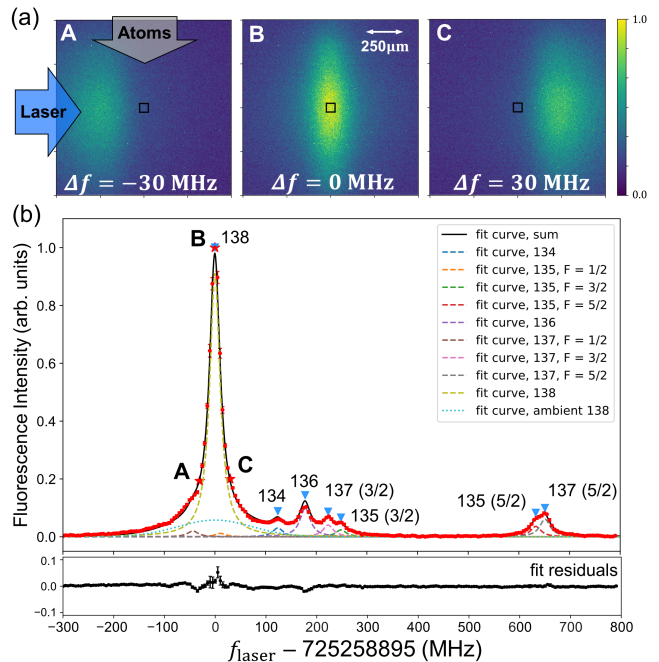 (a)
A
Atoms
B
250μm
C
1.0
Laser
Δf = −30 MHz
Δf = 0 MHz
Δf = 30 MHz
0.0
(b)
B
138
fit curve, sum
fit curve, 134
fit curve, 135, F = 1/2
fit curve, 135, F = 3/2
fit curve, 135, F = 5/2
fit curve, 136
fit curve, 137, F = 1/2
fit curve, 137, F = 3/2
fit curve, 137, F = 5/2
fit curve, 138
fit curve, ambient 138
1.0
0.8
0.6
0.4
0.2
0.0
Fluorescence Intensity (arb. units)
A
C
134
136
137 (3/2)
135 (3/2)
135 (5/2)
137 (5/2)
0.1
0.0
−0.1
fit residuals
−300 −200 −100 0 100 200 300 400 500 600 700 800
f_laser − 725258895 (MHz)